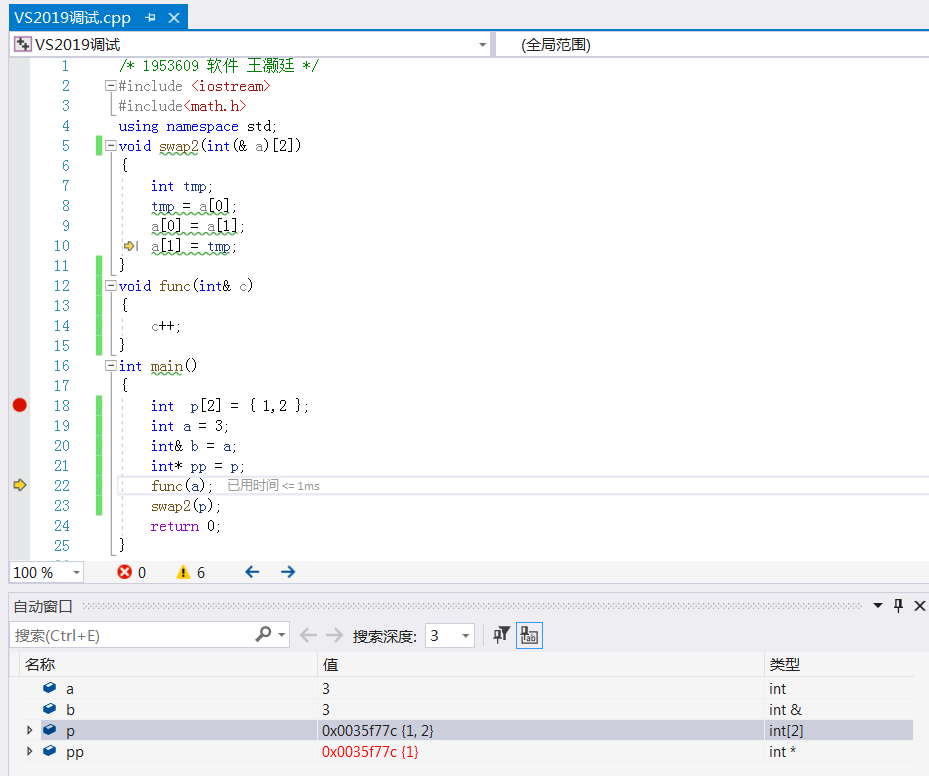 VS2019调试.cpp
VS2019调试 (全局范围)
1 /* 1953609 软件 王灏廷 */
2 #include <iostream>
3 #include<math.h>
4 using namespace std;
5 void swap2(int(& a)[2])
6 {
7 int tmp;
8 tmp = a[0];
9 a[0] = a[1];
10 a[1] = tmp;
11 }
12 void func(int& c)
13 {
14 c++;
15 }
16 int main()
17 {
18 int  p[2] = { 1,2 };
19 int a = 3;
20 int& b = a;
21 int* pp = p;
22 func(a); 已用时间 <= 1ms
23 swap2(p);
24 return 0;
25 }
100 % 0 6
自动窗口
搜索(Ctrl+E) 搜索深度: 3
名称 值 类型
a 3 int
b 3 int &
p 0x0035f77c {1, 2} int[2]
pp 0x0035f77c {1} int *